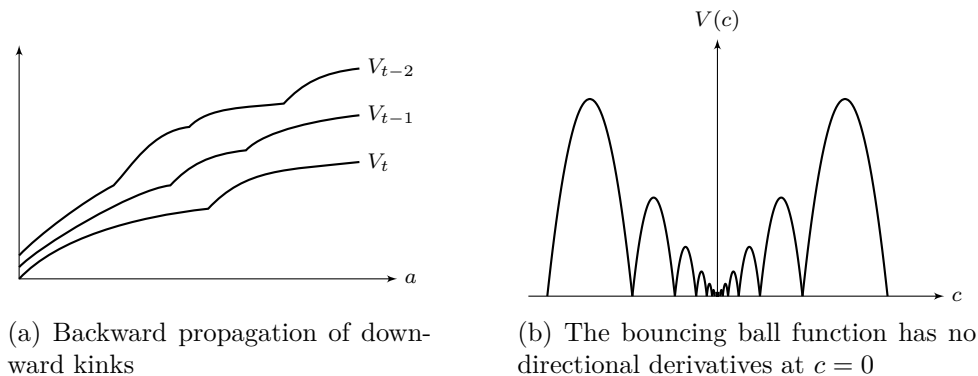 V(c)
V_{t−2}
V_{t−1}
V_t
a
c
(a) Backward propagation of down-
ward kinks
(b) The bouncing ball function has no
directional derivatives at c = 0